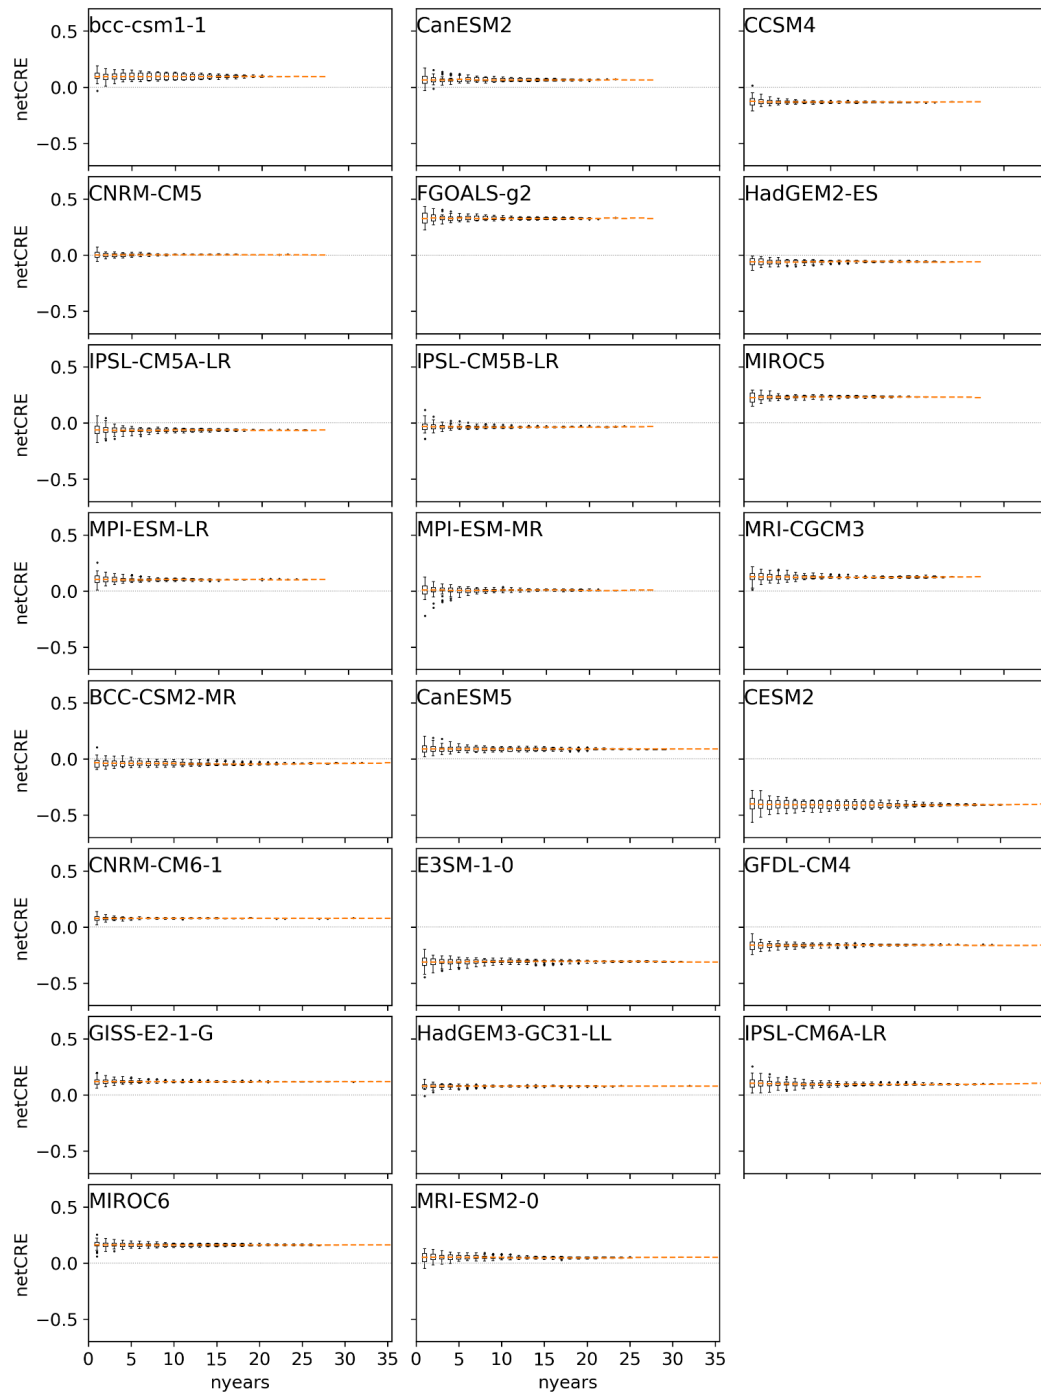 bcc-csm1-1 CanESM2 CCSM4
netCRE 0.5 0.0 −0.5
CNRM-CM5 FGOALS-g2 HadGEM2-ES
netCRE 0.5 0.0 −0.5
IPSL-CM5A-LR IPSL-CM5B-LR MIROC5
netCRE 0.5 0.0 −0.5
MPI-ESM-LR MPI-ESM-MR MRI-CGCM3
netCRE 0.5 0.0 −0.5
BCC-CSM2-MR CanESM5 CESM2
netCRE 0.5 0.0 −0.5
CNRM-CM6-1 E3SM-1-0 GFDL-CM4
netCRE 0.5 0.0 −0.5
GISS-E2-1-G HadGEM3-GC31-LL IPSL-CM6A-LR
netCRE 0.5 0.0 −0.5
MIROC6 MRI-ESM2-0
netCRE 0.5 0.0 −0.5
0 5 10 15 20 25 30 35 0 5 10 15 20 25 30 35
nyears nyears